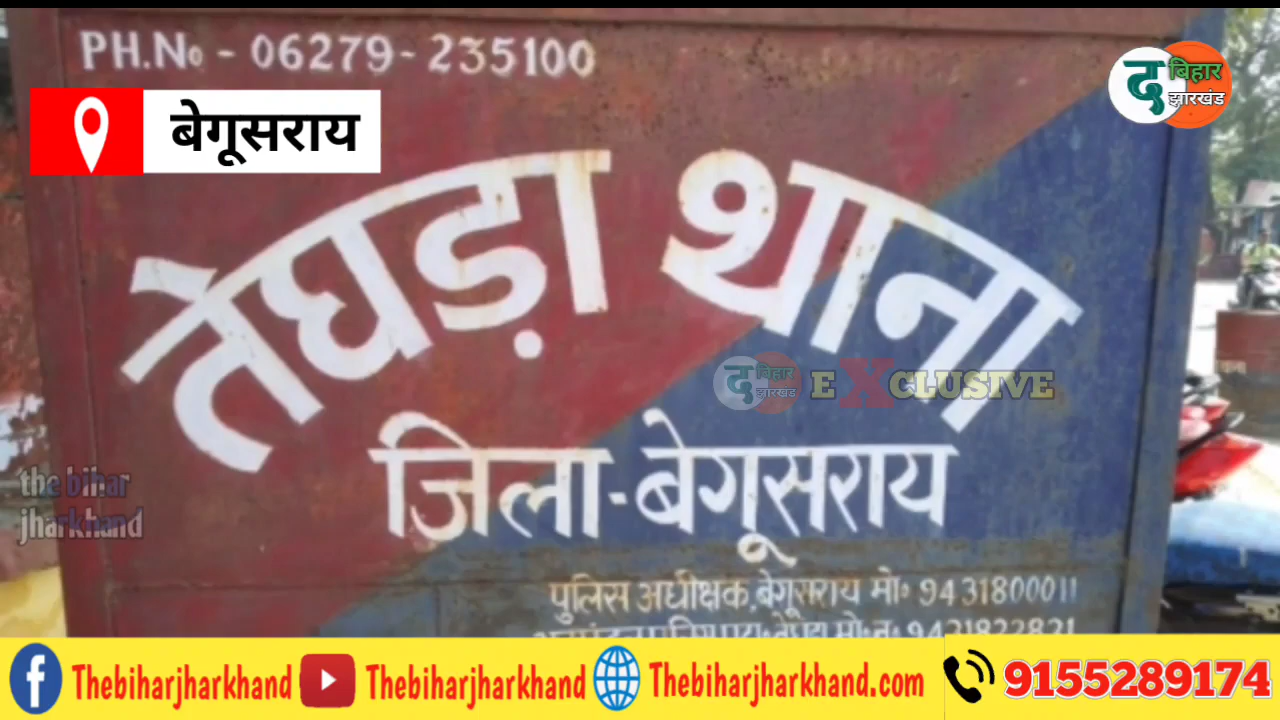 PH.No - 06279-235100
बेगूसराय
द बिहार झारखंड
तेघड़ा थाना
द बिहार झारखंड EXCLUSIVE
जिला-बेगूसराय
the bihar
jharkhand
पुलिस अधीक्षक, बेगूसराय मो० 9431800011
Thebiharjharkhand Thebiharjharkhand Thebiharjharkhand.com 9155289174